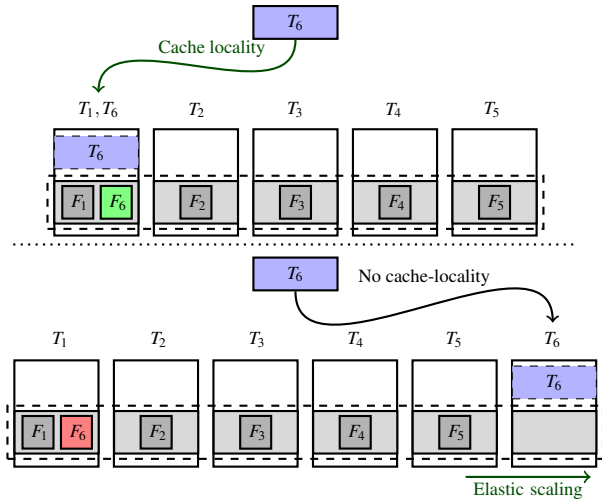 T6
Cache locality
T1, T6 T2 T3 T4 T5
T6
F1 F6 F2 F3 F4 F5
T6
No cache-locality
T1 T2 T3 T4 T5 T6
T6
F1 F6 F2 F3 F4 F5
Elastic scaling